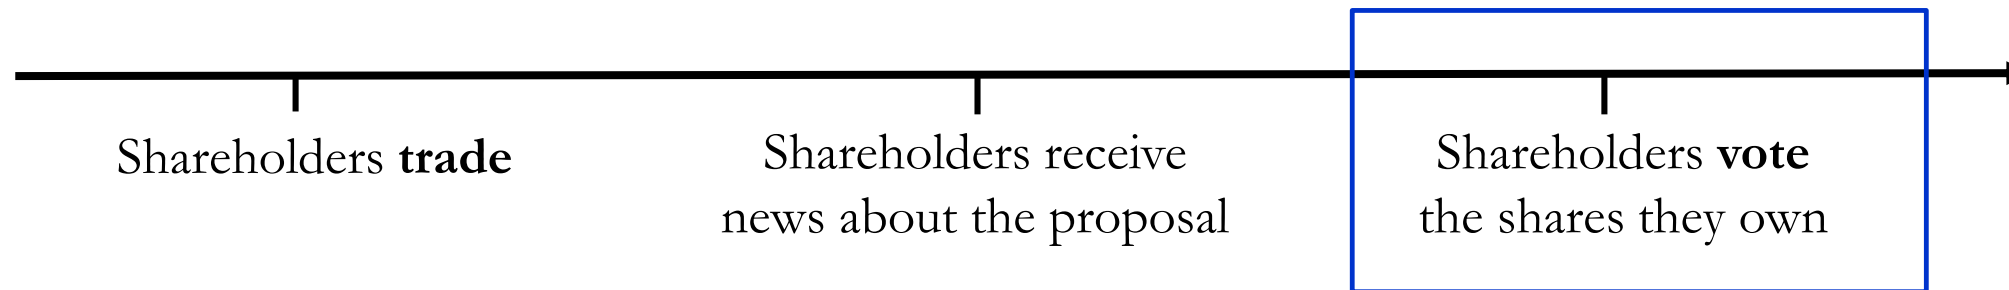 Shareholders trade
Shareholders receive
news about the proposal
Shareholders vote
the shares they own